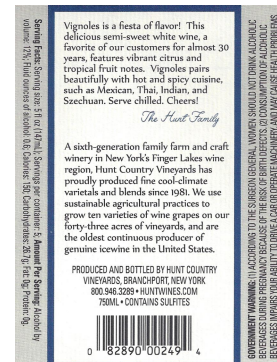 Vignoles is a fiesta of flavor! This
delicious semi-sweet white wine, a
favorite of our customers for almost 30
years, features vibrant citrus and
tropical fruit notes. Vignoles pairs
beautifully with hot and spicy cuisine,
such as Mexican, Thai, Indian, and
Szechuan. Serve chilled. Cheers!
The Hunt Family
A sixth-generation family farm and craft
winery in New York's Finger Lakes wine
region, Hunt Country Vineyards has
proudly produced fine cool-climate
varietals and blends since 1981. We use
sustainable agricultural practices to
grow ten varieties of wine grapes on our
forty-three acres of vineyards, and are
the oldest continuous producer of
genuine icewine in the United States.
PRODUCED AND BOTTLED BY HUNT COUNTRY
VINEYARDS, BRANCHPORT, NEW YORK
800.946.3289 • HUNTWINES.COM
750ML • CONTAINS SULFITES
0 82890 00249 4
Serving Facts: Serving size 5 fl oz (147mL); Servings per container: 5; Amount Per Serving: Alcohol by
volume: 12%; Fluid ounces of alcohol: 0.6; Calories: 150; Carbohydrates: 26.7g; Fat: 0g; Protein: 0g.
GOVERNMENT WARNING: (1) ACCORDING TO THE SURGEON GENERAL, WOMEN SHOULD NOT DRINK ALCOHOLIC
BEVERAGES DURING PREGNANCY BECAUSE OF THE RISK OF BIRTH DEFECTS. (2) CONSUMPTION OF ALCOHOLIC
BEVERAGES IMPAIRS YOUR ABILITY TO DRIVE A CAR OR OPERATE MACHINERY, AND MAY CAUSE HEALTH PROBLEMS.